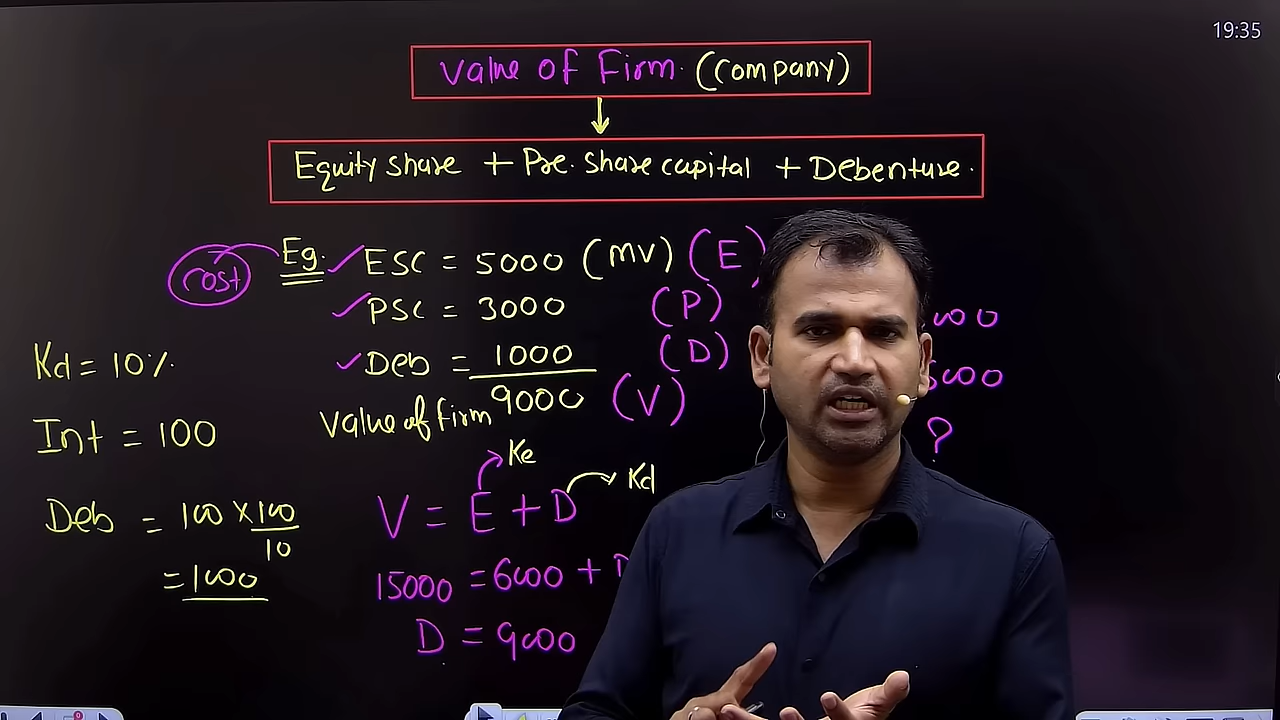 19:35
Value of Firm. (Company)
Equity share + Pre. Share capital + Debenture.
cost
Eg. ESC = 5000 (MV) (E)
PSC = 3000 (P)
Deb = 1000 (D)
Value of firm 9000 (V)
Kd = 10%.
Int = 100
Deb = 100 × 100
10
= 1000
Ke
V = E + D Kd
15000 = 6000 + D
D = 9000
?